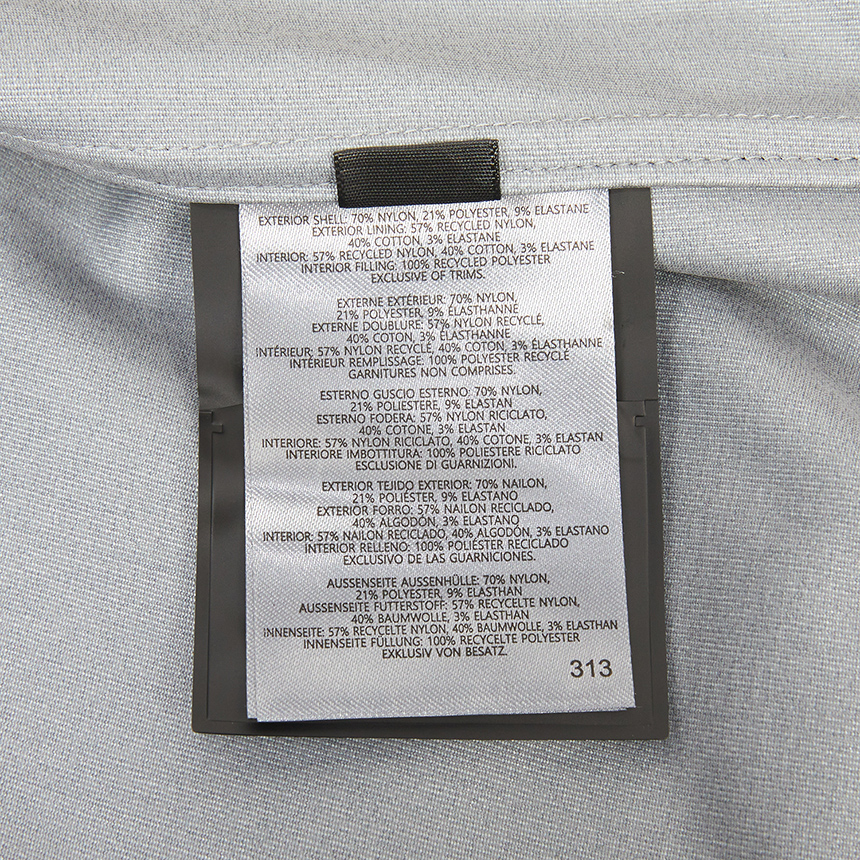 EXTERIOR SHELL: 70% NYLON, 21% POLYESTER, 9% ELASTANE
EXTERIOR LINING: 57% RECYCLED NYLON,
40% COTTON, 3% ELASTANE
INTERIOR: 57% RECYCLED NYLON, 40% COTTON, 3% ELASTANE
INTERIOR FILLING: 100% RECYCLED POLYESTER
EXCLUSIVE OF TRIMS.
EXTERNE EXTÉRIEUR: 70% NYLON,
21% POLYESTER, 9% ÉLASTHANNE
EXTERNE DOUBLURE: 57% NYLON RECYCLÉ,
40% COTON, 3% ÉLASTHANNE
INTÉRIEUR: 57% NYLON RECYCLÉ, 40% COTON, 3% ÉLASTHANNE
INTÉRIEUR REMPLISSAGE: 100% POLYESTER RECYCLÉ
GARNITURES NON COMPRISES.
ESTERNO GUSCIO ESTERNO: 70% NYLON,
21% POLIESTERE, 9% ELASTAN
ESTERNO FODERA: 57% NYLON RICICLATO,
40% COTONE, 3% ELASTAN
INTERIORE: 57% NYLON RICICLATO, 40% COTONE, 3% ELASTAN
INTERIORE IMBOTTITURA: 100% POLIESTERE RICICLATO
ESCLUSIONE DI GUARNIZIONI.
EXTERIOR TEJIDO EXTERIOR: 70% NAILON,
21% POLIÉSTER, 9% ELASTANO
EXTERIOR FORRO: 57% NAILON RECICLADO,
40% ALGODÓN, 3% ELASTANO
INTERIOR: 57% NAILON RECICLADO, 40% ALGODÓN, 3% ELASTANO
INTERIOR RELLENO: 100% POLIÉSTER RECICLADO
EXCLUSIVO DE LAS GUARNICIONES.
AUSSENSEITE AUSSENHÜLLE: 70% NYLON,
21% POLYESTER, 9% ELASTHAN
AUSSENSEITE FUTTERSTOFF: 57% RECYCELTE NYLON,
40% BAUMWOLLE, 3% ELASTHAN
INNENSEITE: 57% RECYCELTE NYLON, 40% BAUMWOLLE, 3% ELASTHAN
INNENSEITE FÜLLUNG: 100% RECYCELTE POLYESTER
EXKLUSIV VON BESATZ.
313